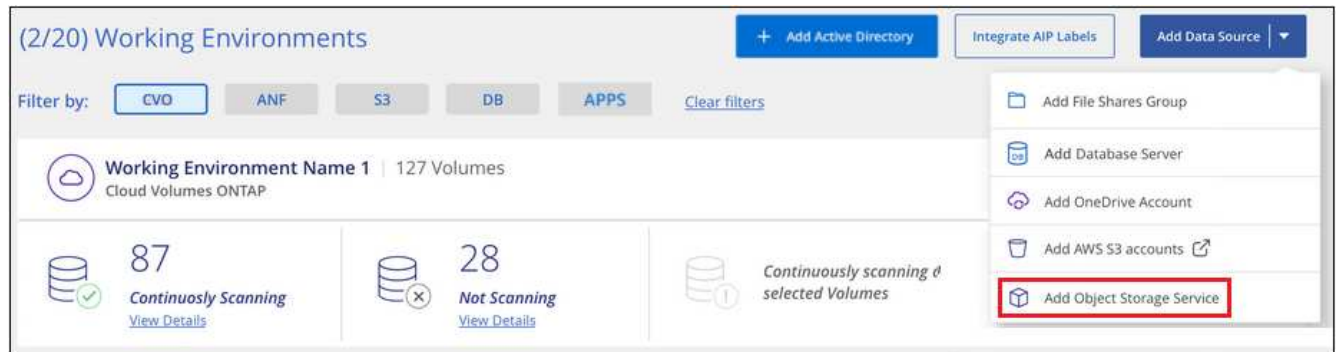 (2/20) Working Environments
+ Add Active Directory
Integrate AIP Labels
Add Data Source
Filter by:
CVO
ANF
S3
DB
APPS
Clear filters
Add File Shares Group
DB
Add Database Server
Add OneDrive Account
Add AWS S3 accounts
Add Object Storage Service
Working Environment Name 1 | 127 Volumes
Cloud Volumes ONTAP
87
Continuosly Scanning
View Details
28
Not Scanning
View Details
Continuously scanning
selected Volumes